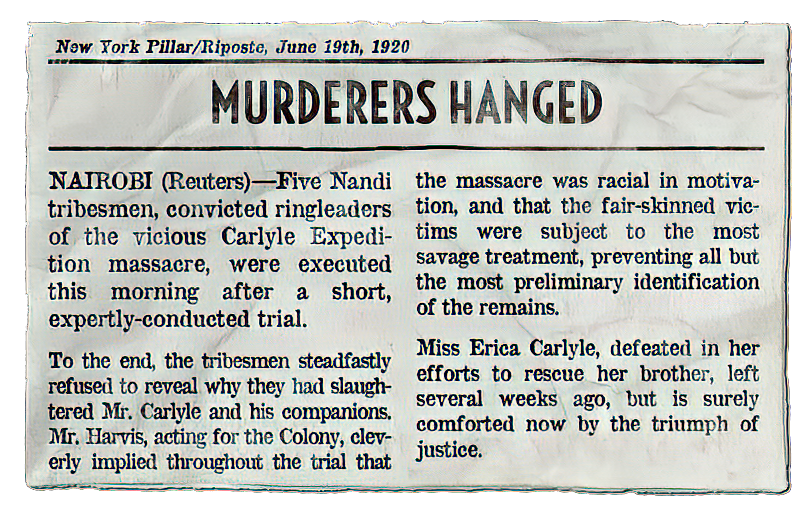 New York Pillar/Riposte, June 19th, 1920
MURDERERS HANGED
NAIROBI (Reuters)—Five Nandi
tribesmen, convicted ringleaders
of the vicious Carlyle Expedi-
tion massacre, were executed
this morning after a short,
expertly-conducted trial.
To the end, the tribesmen steadfastly
refused to reveal why they had slaugh-
tered Mr. Carlyle and his companions.
Mr. Harvis, acting for the Colony, clev-
erly implied throughout the trial that
the massacre was racial in motiva-
tion, and that the fair-skinned vic-
tims were subject to the most
savage treatment, preventing all but
the most preliminary identification
of the remains.
Miss Erica Carlyle, defeated in her
efforts to rescue her brother, left
several weeks ago, but is surely
comforted now by the triumph of
justice.